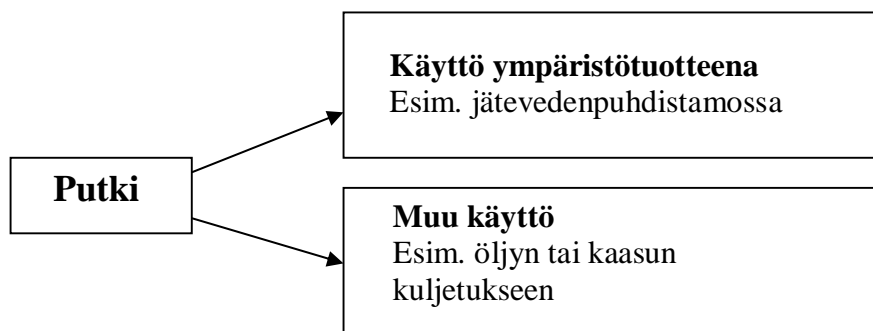 Käyttö ympäristötuotteena
Esim. jätevedenpuhdistamossa
Putki
Muu käyttö
Esim. öljyn tai kaasun
kuljetukseen